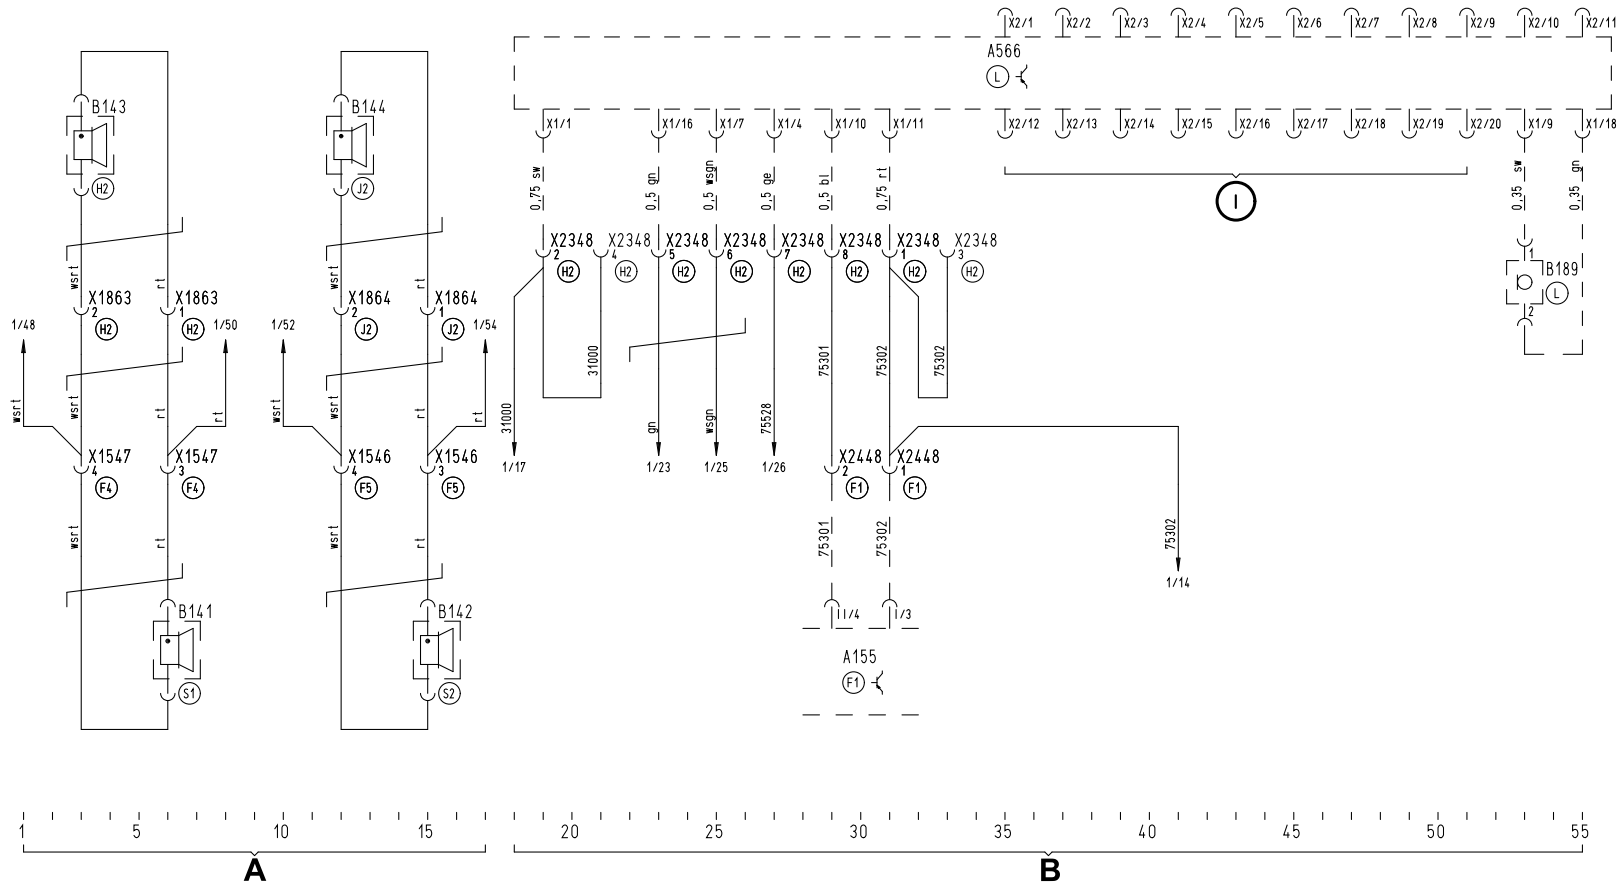 X2/1 X2/2 X2/3 X2/4 X2/5 X2/6 X2/7 X2/8 X2/9 X2/10 X2/11
A566
L
B143 B144
X1/1 X1/16 X1/7 X1/4 X1/10 X1/11 X2/12 X2/13 X2/14 X2/15 X2/16 X2/17 X2/18 X2/19 X2/20 X1/9 X1/18
H2 J2
0,75 sw 0,5 gn 0,5 wsgn 0,5 ge 0,5 bl 0,75 rt 0,35 sw 0,35 gn
I
X2348 X2348 X2348 X2348 X2348 X2348 X2348 X2348
2 4 5 6 7 8 1 3
H2 H2 H2 H2 H2 H2 H2 H2
1
B189
L
2
wsrt rt wsrt rt
X1863 X1863 X1864 X1864
2 1 2 1
1/48 H2 H2 1/50 1/52 J2 J2 1/54
31000 75301 75302 75302
wsrt wsrt rt rt wsrt wsrt rt rt
31000 gn wsgn 75528
X1547 X1547 X1546 X1546 X2448 X2448
4 3 4 3 2 1
1/17 1/23 1/25 1/26
F4 F4 F5 F5 F1 F1
wsrt rt wsrt rt 75301 75302 75302
1/14
B141 B142 II/4 I/3
A155
F1
S1 S2
1 5 10 15 20 25 30 35 40 45 50 55
A B